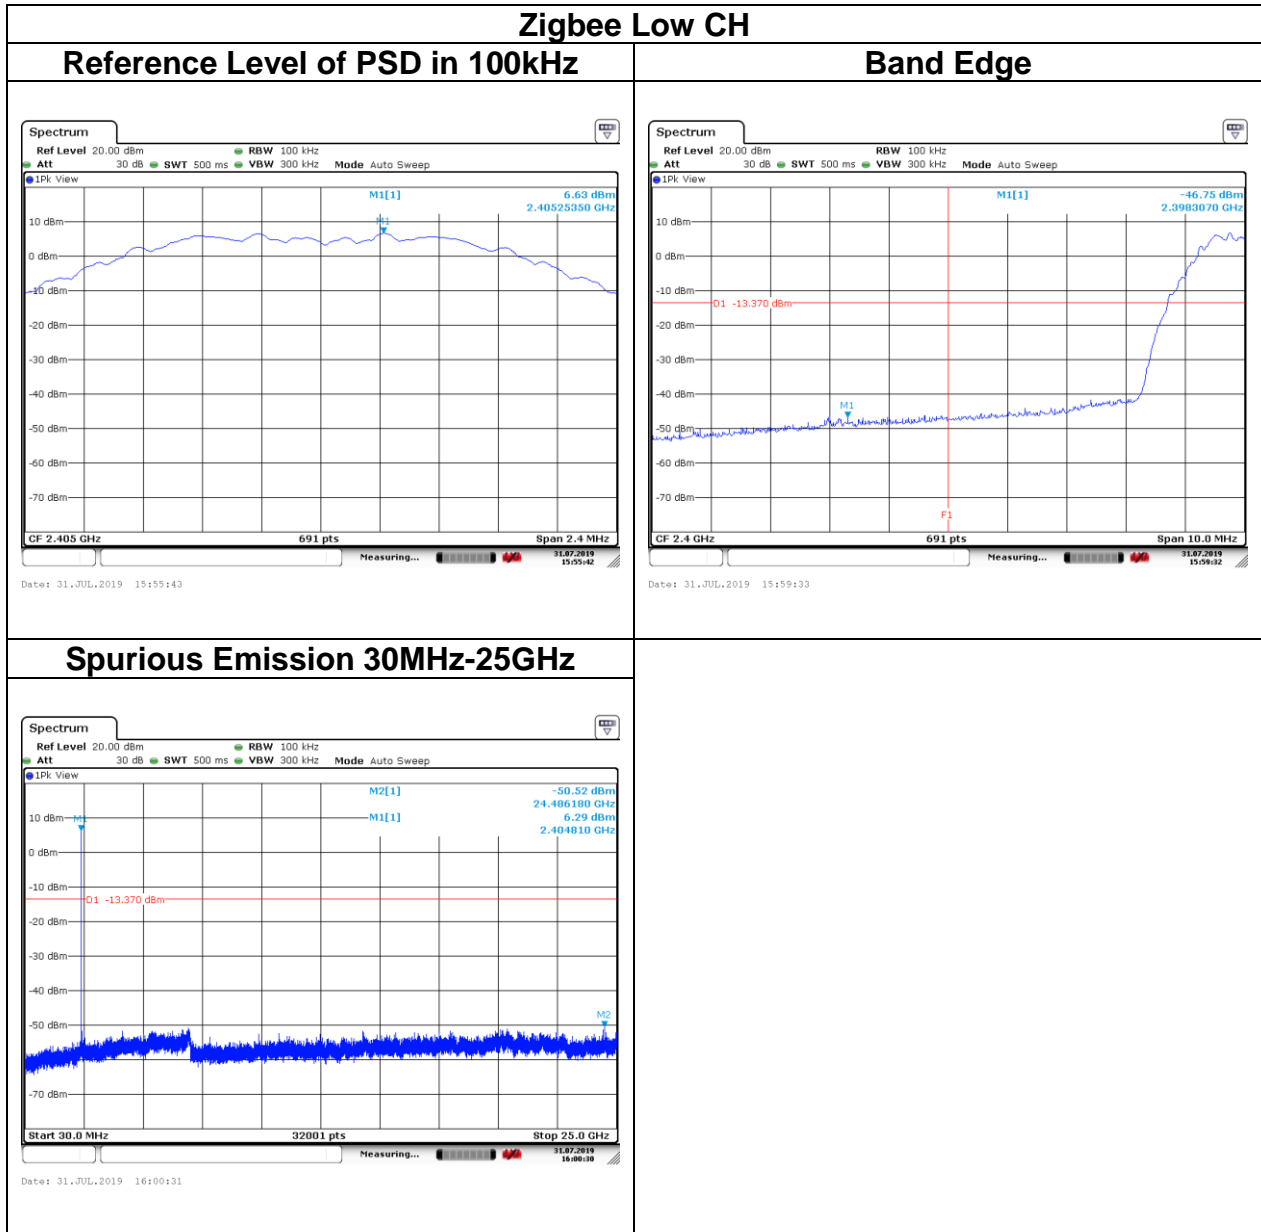 Zigbee Low CH
Reference Level of PSD in 100kHz
Band Edge
Spectrum
Ref Level 20.00 dBm RBW 100 kHz
Att 30 dB SWT 500 ms VBW 300 kHz Mode Auto Sweep
1Pk View
M1[1] 6.63 dBm
2.40525350 GHz
M1
10 dBm
0 dBm
-10 dBm
-20 dBm
-30 dBm
-40 dBm
-50 dBm
-60 dBm
-70 dBm
CF 2.405 GHz 691 pts Span 2.4 MHz
Measuring... 31.07.2019
15:55:42
Date: 31.JUL.2019 15:55:43
Spectrum
Ref Level 20.00 dBm RBW 100 kHz
Att 30 dB SWT 500 ms VBW 300 kHz Mode Auto Sweep
1Pk View
M1[1] -46.75 dBm
2.3983070 GHz
10 dBm
0 dBm
-10 dBm
D1 -13.370 dBm
-20 dBm
-30 dBm
-40 dBm
M1
-50 dBm
-60 dBm
-70 dBm
F1
CF 2.4 GHz 691 pts Span 10.0 MHz
Measuring... 31.07.2019
15:59:32
Date: 31.JUL.2019 15:59:33
Spurious Emission 30MHz-25GHz
Spectrum
Ref Level 20.00 dBm RBW 100 kHz
Att 30 dB SWT 500 ms VBW 300 kHz Mode Auto Sweep
1Pk View
M2[1] -50.52 dBm
24.486180 GHz
10 dBm M1 M1[1] 6.29 dBm
2.404810 GHz
0 dBm
-10 dBm
D1 -13.370 dBm
-20 dBm
-30 dBm
-40 dBm
M2
-50 dBm
-70 dBm
Start 30.0 MHz 32001 pts Stop 25.0 GHz
Measuring... 31.07.2019
16:00:30
Date: 31.JUL.2019 16:00:31